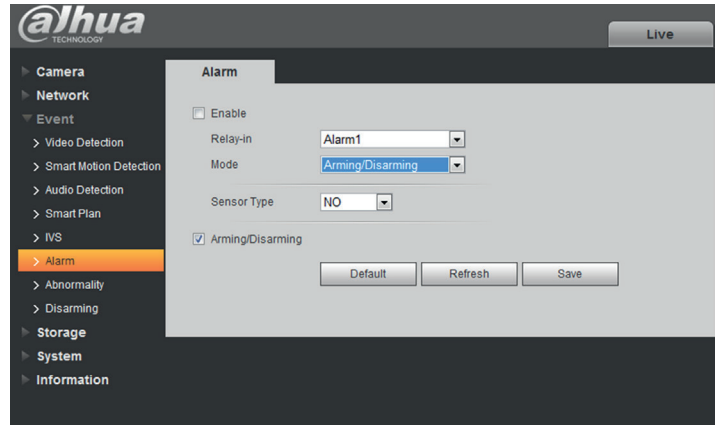 alhua
TECHNOLOGY
Live
Camera
Network
Event
Video Detection
Smart Motion Detection
Audio Detection
Smart Plan
IVS
Alarm
Abnormality
Disarming
Storage
System
Information
Alarm
Enable
Relay-in Alarm1
Mode Arming/Disarming
Sensor Type NO
Arming/Disarming
Default Refresh Save